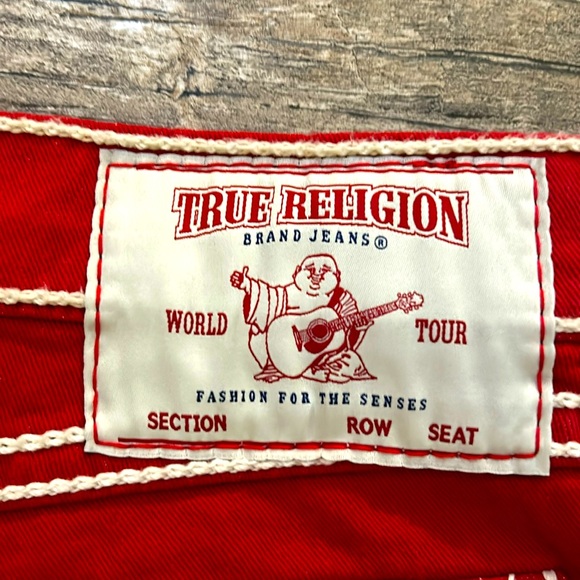 TRUE RELIGION
BRAND JEANS®
WORLD TOUR
FASHION FOR THE SENSES
SECTION ROW SEAT